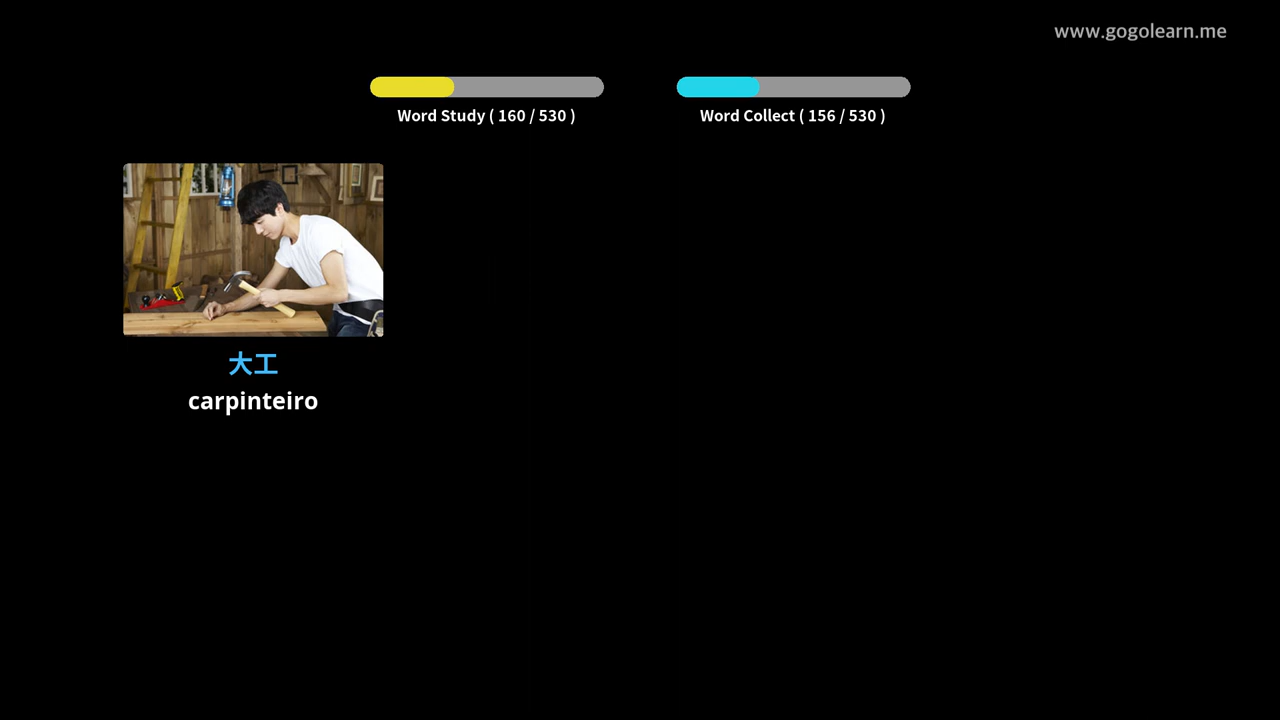 www.gogolearn.me
Word Study ( 160 / 530 )
Word Collect ( 156 / 530 )
大工
carpinteiro